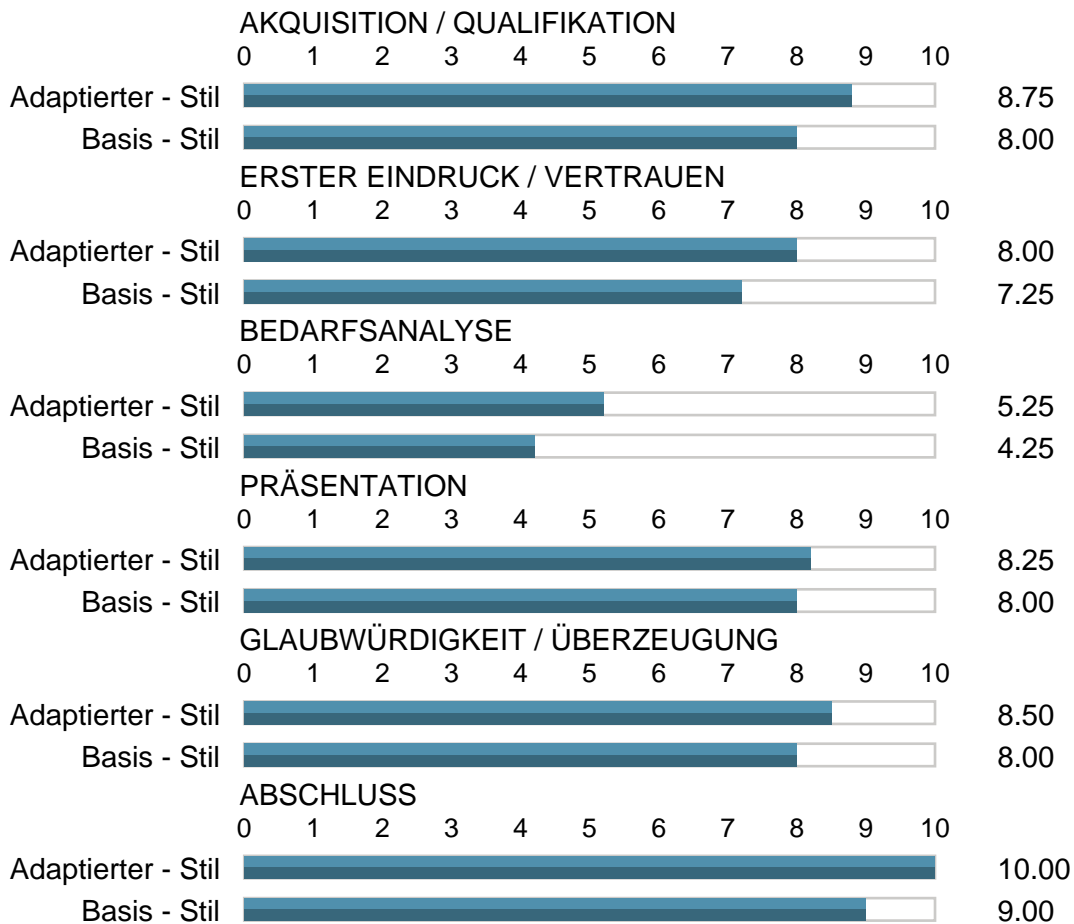 AKQUISITION / QUALIFIKATION
0 1 2 3 4 5 6 7 8 9 10
Adaptierter - Stil 8.75
Basis - Stil 8.00
ERSTER EINDRUCK / VERTRAUEN
0 1 2 3 4 5 6 7 8 9 10
Adaptierter - Stil 8.00
Basis - Stil 7.25
BEDARFSANALYSE
0 1 2 3 4 5 6 7 8 9 10
Adaptierter - Stil 5.25
Basis - Stil 4.25
PRÄSENTATION
0 1 2 3 4 5 6 7 8 9 10
Adaptierter - Stil 8.25
Basis - Stil 8.00
GLAUBWÜRDIGKEIT / ÜBERZEUGUNG
0 1 2 3 4 5 6 7 8 9 10
Adaptierter - Stil 8.50
Basis - Stil 8.00
ABSCHLUSS
0 1 2 3 4 5 6 7 8 9 10
Adaptierter - Stil 10.00
Basis - Stil 9.00